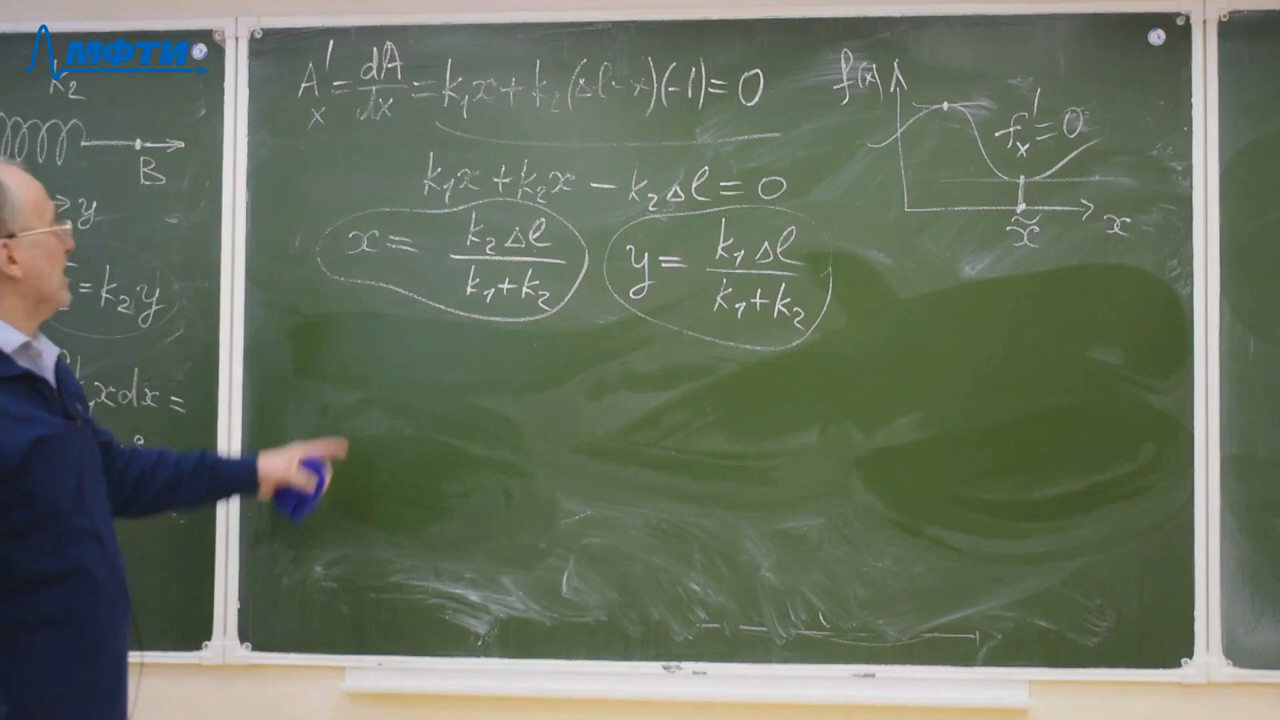 МФТИ
k₂
B
y
=k₂y
xdx=
A'ₓ = dA/dx = k₁x + k₂(Δl-x)(-1) = 0
k₁x + k₂x - k₂Δl = 0
x = k₂Δl/(k₁+k₂)
y = k₁Δl/(k₁+k₂)
f(x)
f'ₓ = 0
x̃
x